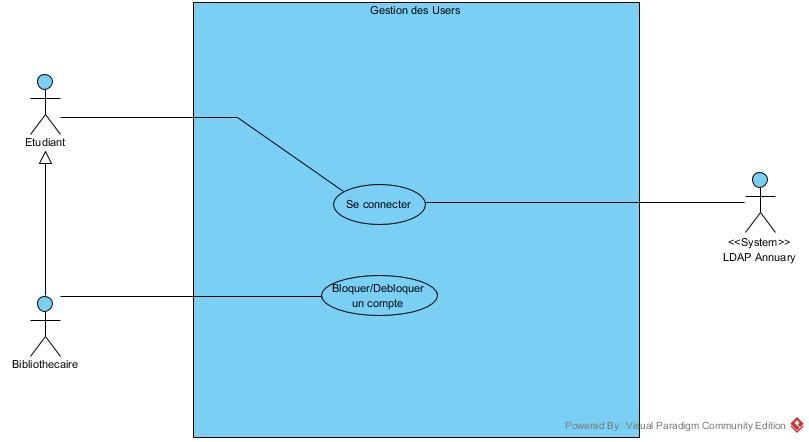 Gestion des Users
Etudiant
Se connecter
<<System>>
LDAP Annuary
Bloquer/Debloquer
un compte
Bibliothecaire
Powered By Visual Paradigm Community Edition